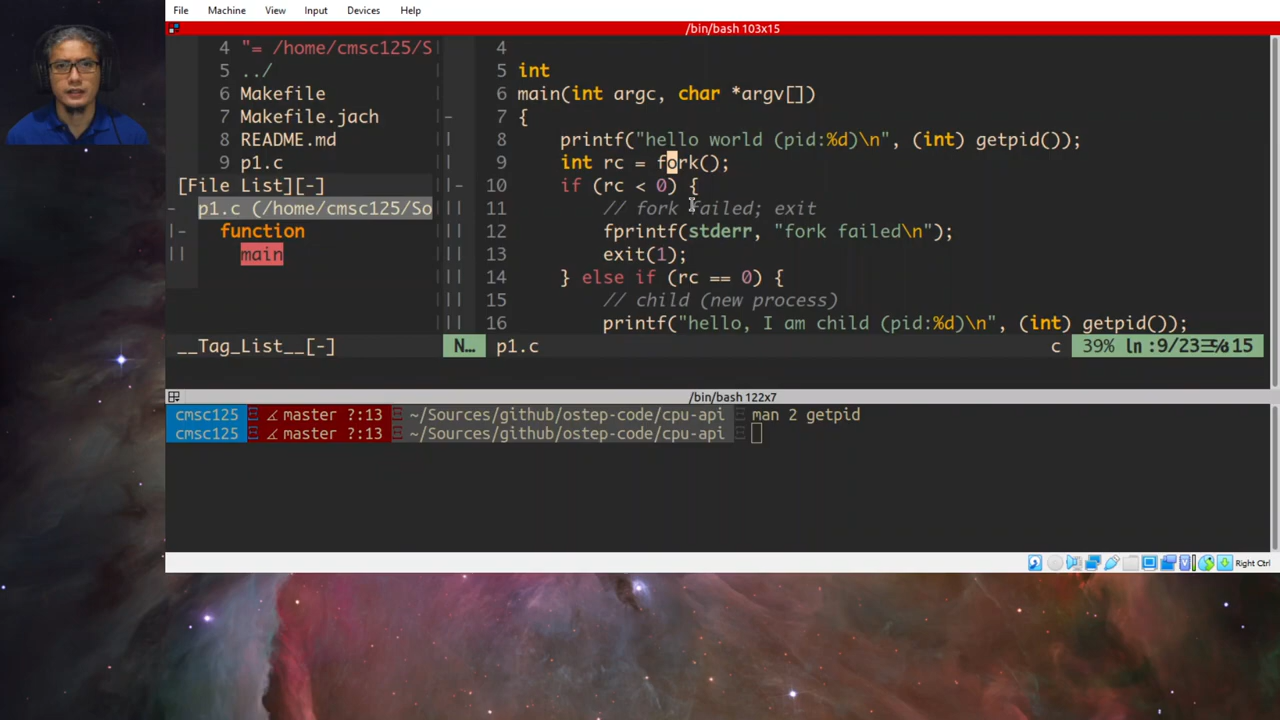 File Machine View Input Devices Help
/bin/bash 103x15
4 "= /home/cmsc125/S
5 ../
6 Makefile
7 Makefile.jach
8 README.md
9 p1.c
[File List][-]
p1.c (/home/cmsc125/So
function
main
__Tag_List__[-]
4
5 int
6 main(int argc, char *argv[])
7 {
8 printf("hello world (pid:%d)\n", (int) getpid());
9 int rc = fork();
10 if (rc < 0) {
11 // fork failed; exit
12 fprintf(stderr, "fork failed\n");
13 exit(1);
14 } else if (rc == 0) {
15 // child (new process)
16 printf("hello, I am child (pid:%d)\n", (int) getpid());
N… p1.c c 39% ln :9/23 15
/bin/bash 122x7
cmsc125 master ?:13 ~/Sources/github/ostep-code/cpu-api man 2 getpid
cmsc125 master ?:13 ~/Sources/github/ostep-code/cpu-api
Right Ctrl